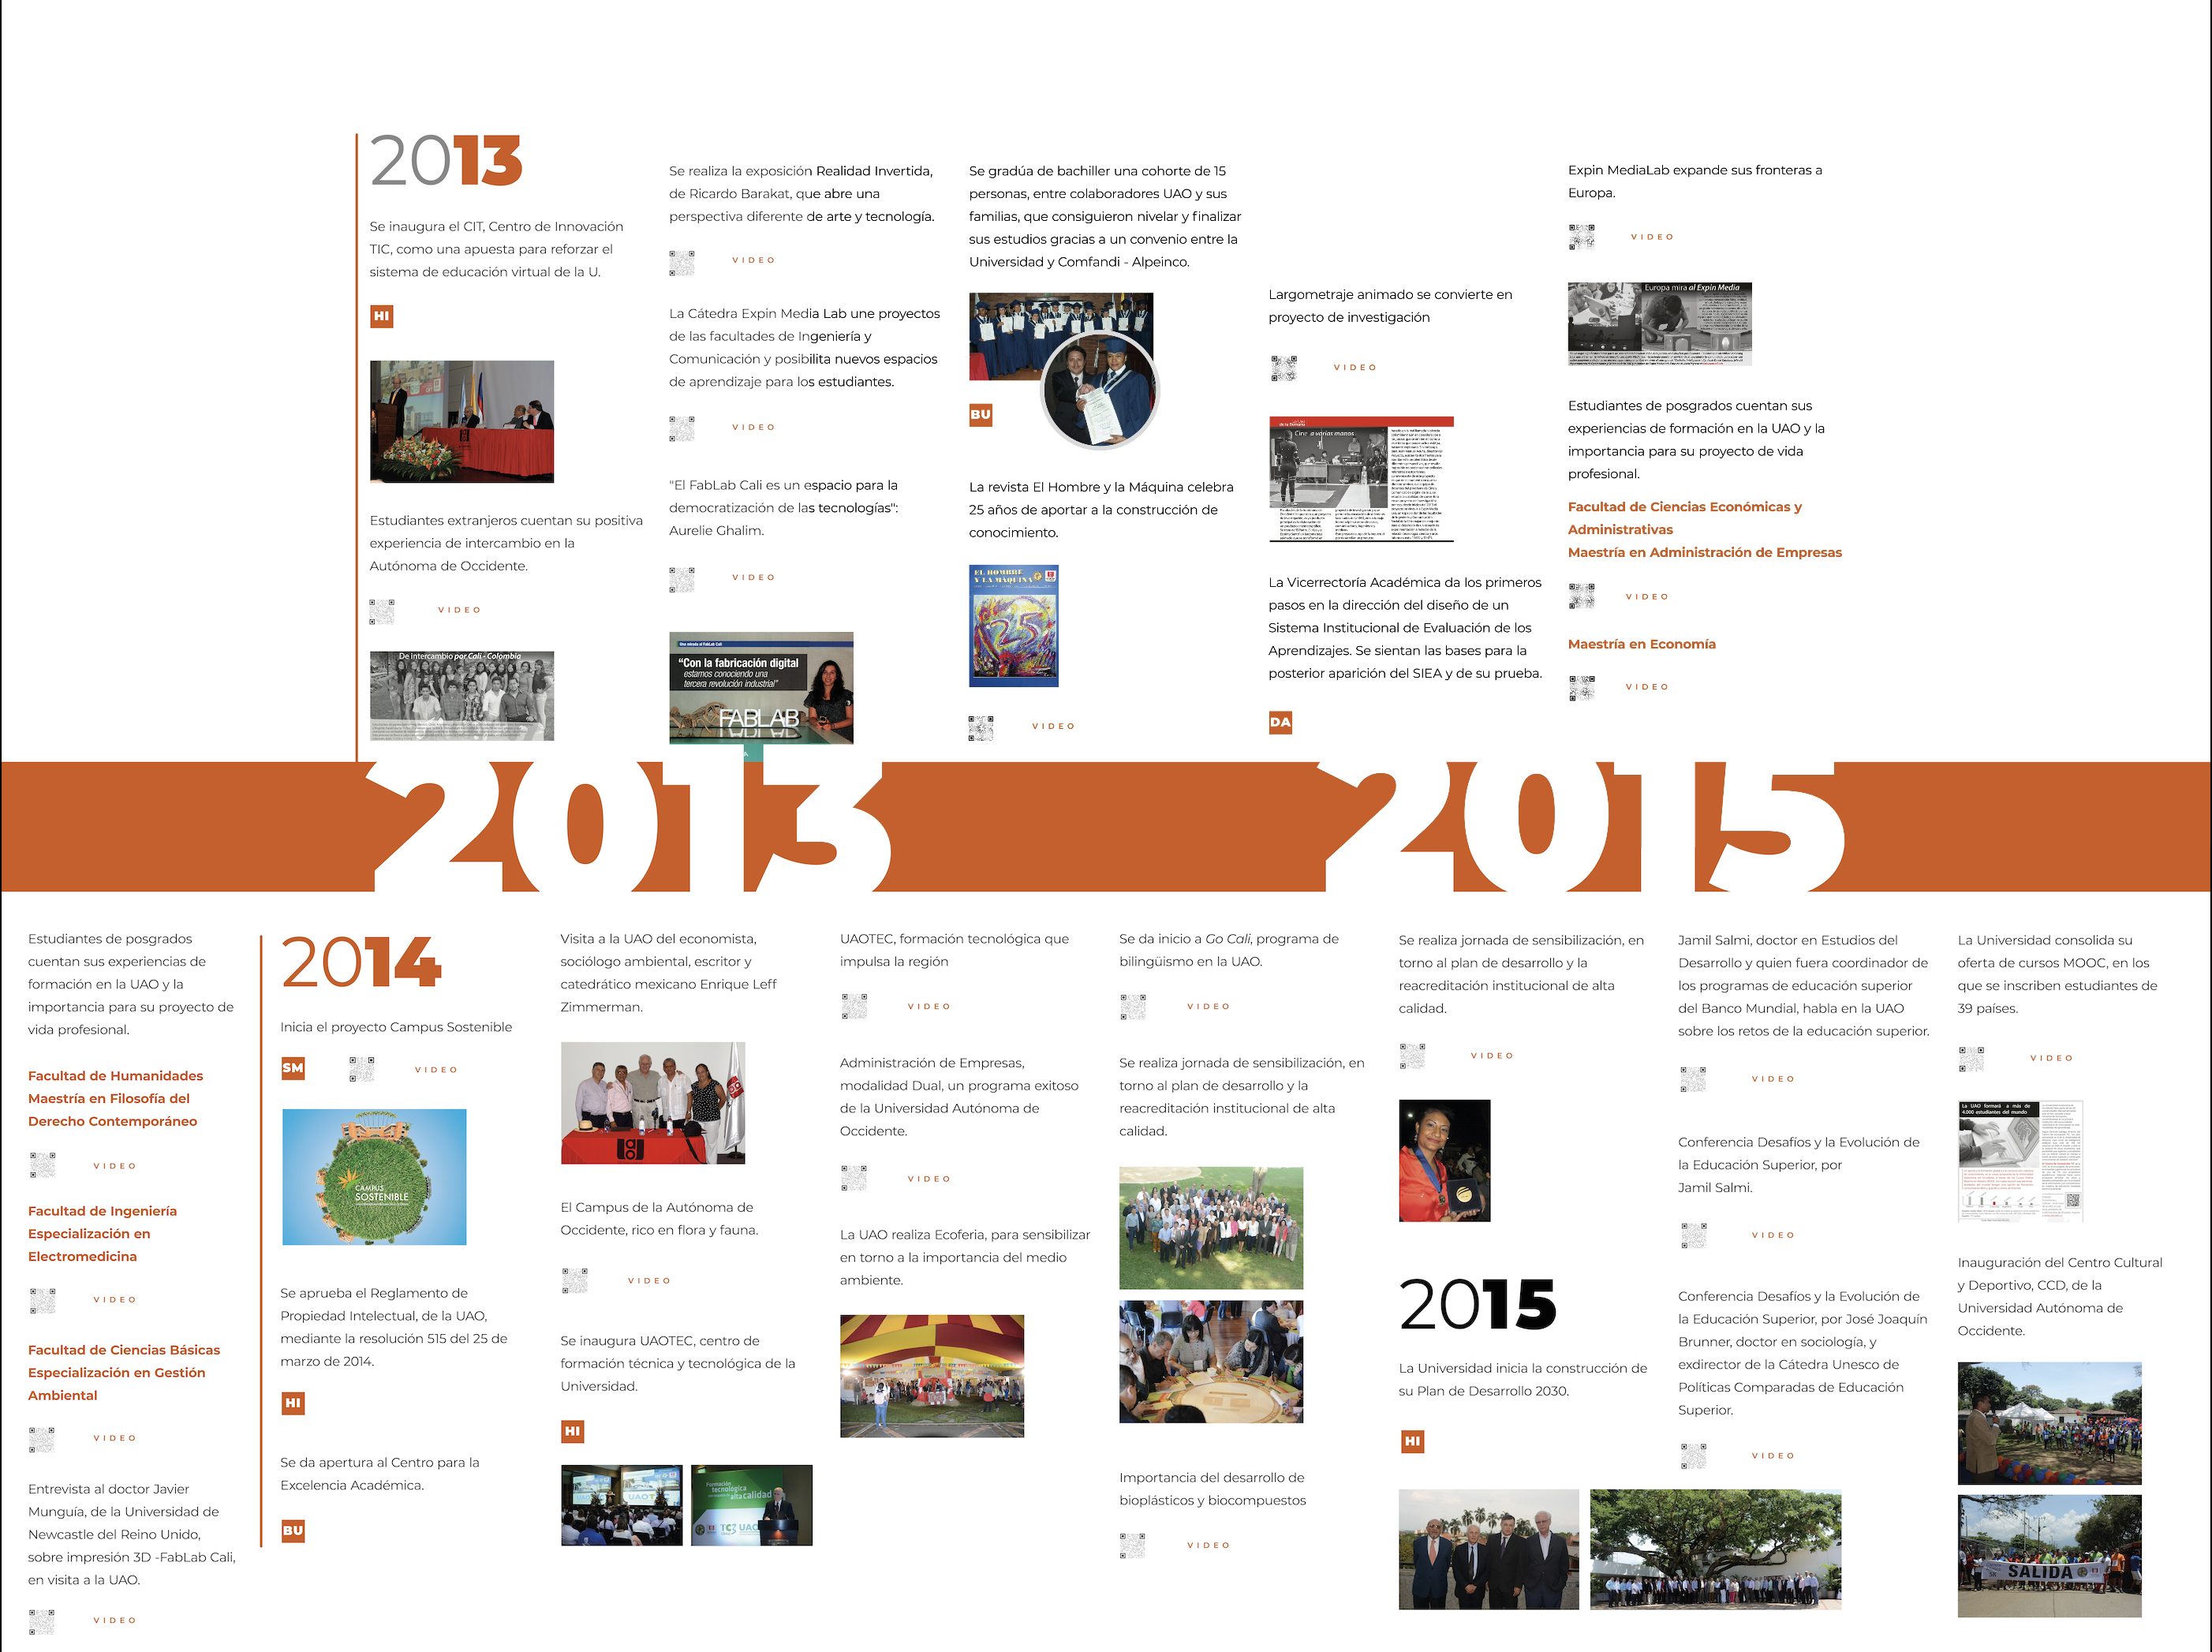 2013
Se inaugura el CIT, Centro de Innovación
TIC, como una apuesta para reforzar el
sistema de educación virtual de la U.
HI
Estudiantes extranjeros cuentan su positiva
experiencia de intercambio en la
Autónoma de Occidente.
VIDEO
De intercambio por Cali - Colombia
Se realiza la exposición Realidad Invertida,
de Ricardo Barakat, que abre una
perspectiva diferente de arte y tecnología.
VIDEO
La Cátedra Expin Media Lab une proyectos
de las facultades de Ingeniería y
Comunicación y posibilita nuevos espacios
de aprendizaje para los estudiantes.
VIDEO
"El FabLab Cali es un espacio para la
democratización de las tecnologías":
Aurelie Ghalim.
VIDEO
Una mirada al FabLab Cali
“Con la fabricación digital
estamos conociendo una
tercera revolución industrial”
FABLAB
Se gradúa de bachiller una cohorte de 15
personas, entre colaboradores UAO y sus
familias, que consiguieron nivelar y finalizar
sus estudios gracias a un convenio entre la
Universidad y Comfandi - Alpeinco.
BU
La revista El Hombre y la Máquina celebra
25 años de aportar a la construcción de
conocimiento.
EL HOMBRE
Y LA MÁQUINA
25
VIDEO
Largometraje animado se convierte en
proyecto de investigación
VIDEO
de la Semana
Cine a varias manos
La Vicerrectoría Académica da los primeros
pasos en la dirección del diseño de un
Sistema Institucional de Evaluación de los
Aprendizajes. Se sientan las bases para la
posterior aparición del SIEA y de su prueba.
DA
Expin MediaLab expande sus fronteras a
Europa.
VIDEO
Europa mira al Expin Media
Estudiantes de posgrados cuentan sus
experiencias de formación en la UAO y la
importancia para su proyecto de vida
profesional.
Facultad de Ciencias Económicas y
Administrativas
Maestría en Administración de Empresas
VIDEO
Maestría en Economía
VIDEO
2013
2015
Estudiantes de posgrados
cuentan sus experiencias de
formación en la UAO y la
importancia para su proyecto de
vida profesional.
Facultad de Humanidades
Maestría en Filosofía del
Derecho Contemporáneo
VIDEO
Facultad de Ingeniería
Especialización en
Electromedicina
VIDEO
Facultad de Ciencias Básicas
Especialización en Gestión
Ambiental
VIDEO
Entrevista al doctor Javier
Munguía, de la Universidad de
Newcastle del Reino Unido,
sobre impresión 3D -FabLab Cali,
en visita a la UAO.
VIDEO
2014
Inicia el proyecto Campus Sostenible
SM
VIDEO
CAMPUS
SOSTENIBLE
Se aprueba el Reglamento de
Propiedad Intelectual, de la UAO,
mediante la resolución 515 del 25 de
marzo de 2014.
HI
Se da apertura al Centro para la
Excelencia Académica.
BU
Visita a la UAO del economista,
sociólogo ambiental, escritor y
catedrático mexicano Enrique Leff
Zimmerman.
El Campus de la Autónoma de
Occidente, rico en flora y fauna.
VIDEO
Se inaugura UAOTEC, centro de
formación técnica y tecnológica de la
Universidad.
HI
Formación
tecnológica
alta calidad
UAOTEC, formación tecnológica que
impulsa la región
VIDEO
Administración de Empresas,
modalidad Dual, un programa exitoso
de la Universidad Autónoma de
Occidente.
VIDEO
La UAO realiza Ecoferia, para sensibilizar
en torno a la importancia del medio
ambiente.
Se da inicio a Go Cali, programa de
bilingüismo en la UAO.
VIDEO
Se realiza jornada de sensibilización, en
torno al plan de desarrollo y la
reacreditación institucional de alta
calidad.
Importancia del desarrollo de
bioplásticos y biocompuestos
VIDEO
Se realiza jornada de sensibilización, en
torno al plan de desarrollo y la
reacreditación institucional de alta
calidad.
VIDEO
2015
La Universidad inicia la construcción de
su Plan de Desarrollo 2030.
HI
Jamil Salmi, doctor en Estudios del
Desarrollo y quien fuera coordinador de
los programas de educación superior
del Banco Mundial, habla en la UAO
sobre los retos de la educación superior.
VIDEO
Conferencia Desafíos y la Evolución de
la Educación Superior, por
Jamil Salmi.
VIDEO
Conferencia Desafíos y la Evolución de
la Educación Superior, por José Joaquín
Brunner, doctor en sociología, y
exdirector de la Cátedra Unesco de
Políticas Comparadas de Educación
Superior.
VIDEO
La Universidad consolida su
oferta de cursos MOOC, en los
que se inscriben estudiantes de
39 países.
VIDEO
La UAO formará a más de
4.000 estudiantes del mundo
Inauguración del Centro Cultural
y Deportivo, CCD, de la
Universidad Autónoma de
Occidente.
SALIDA